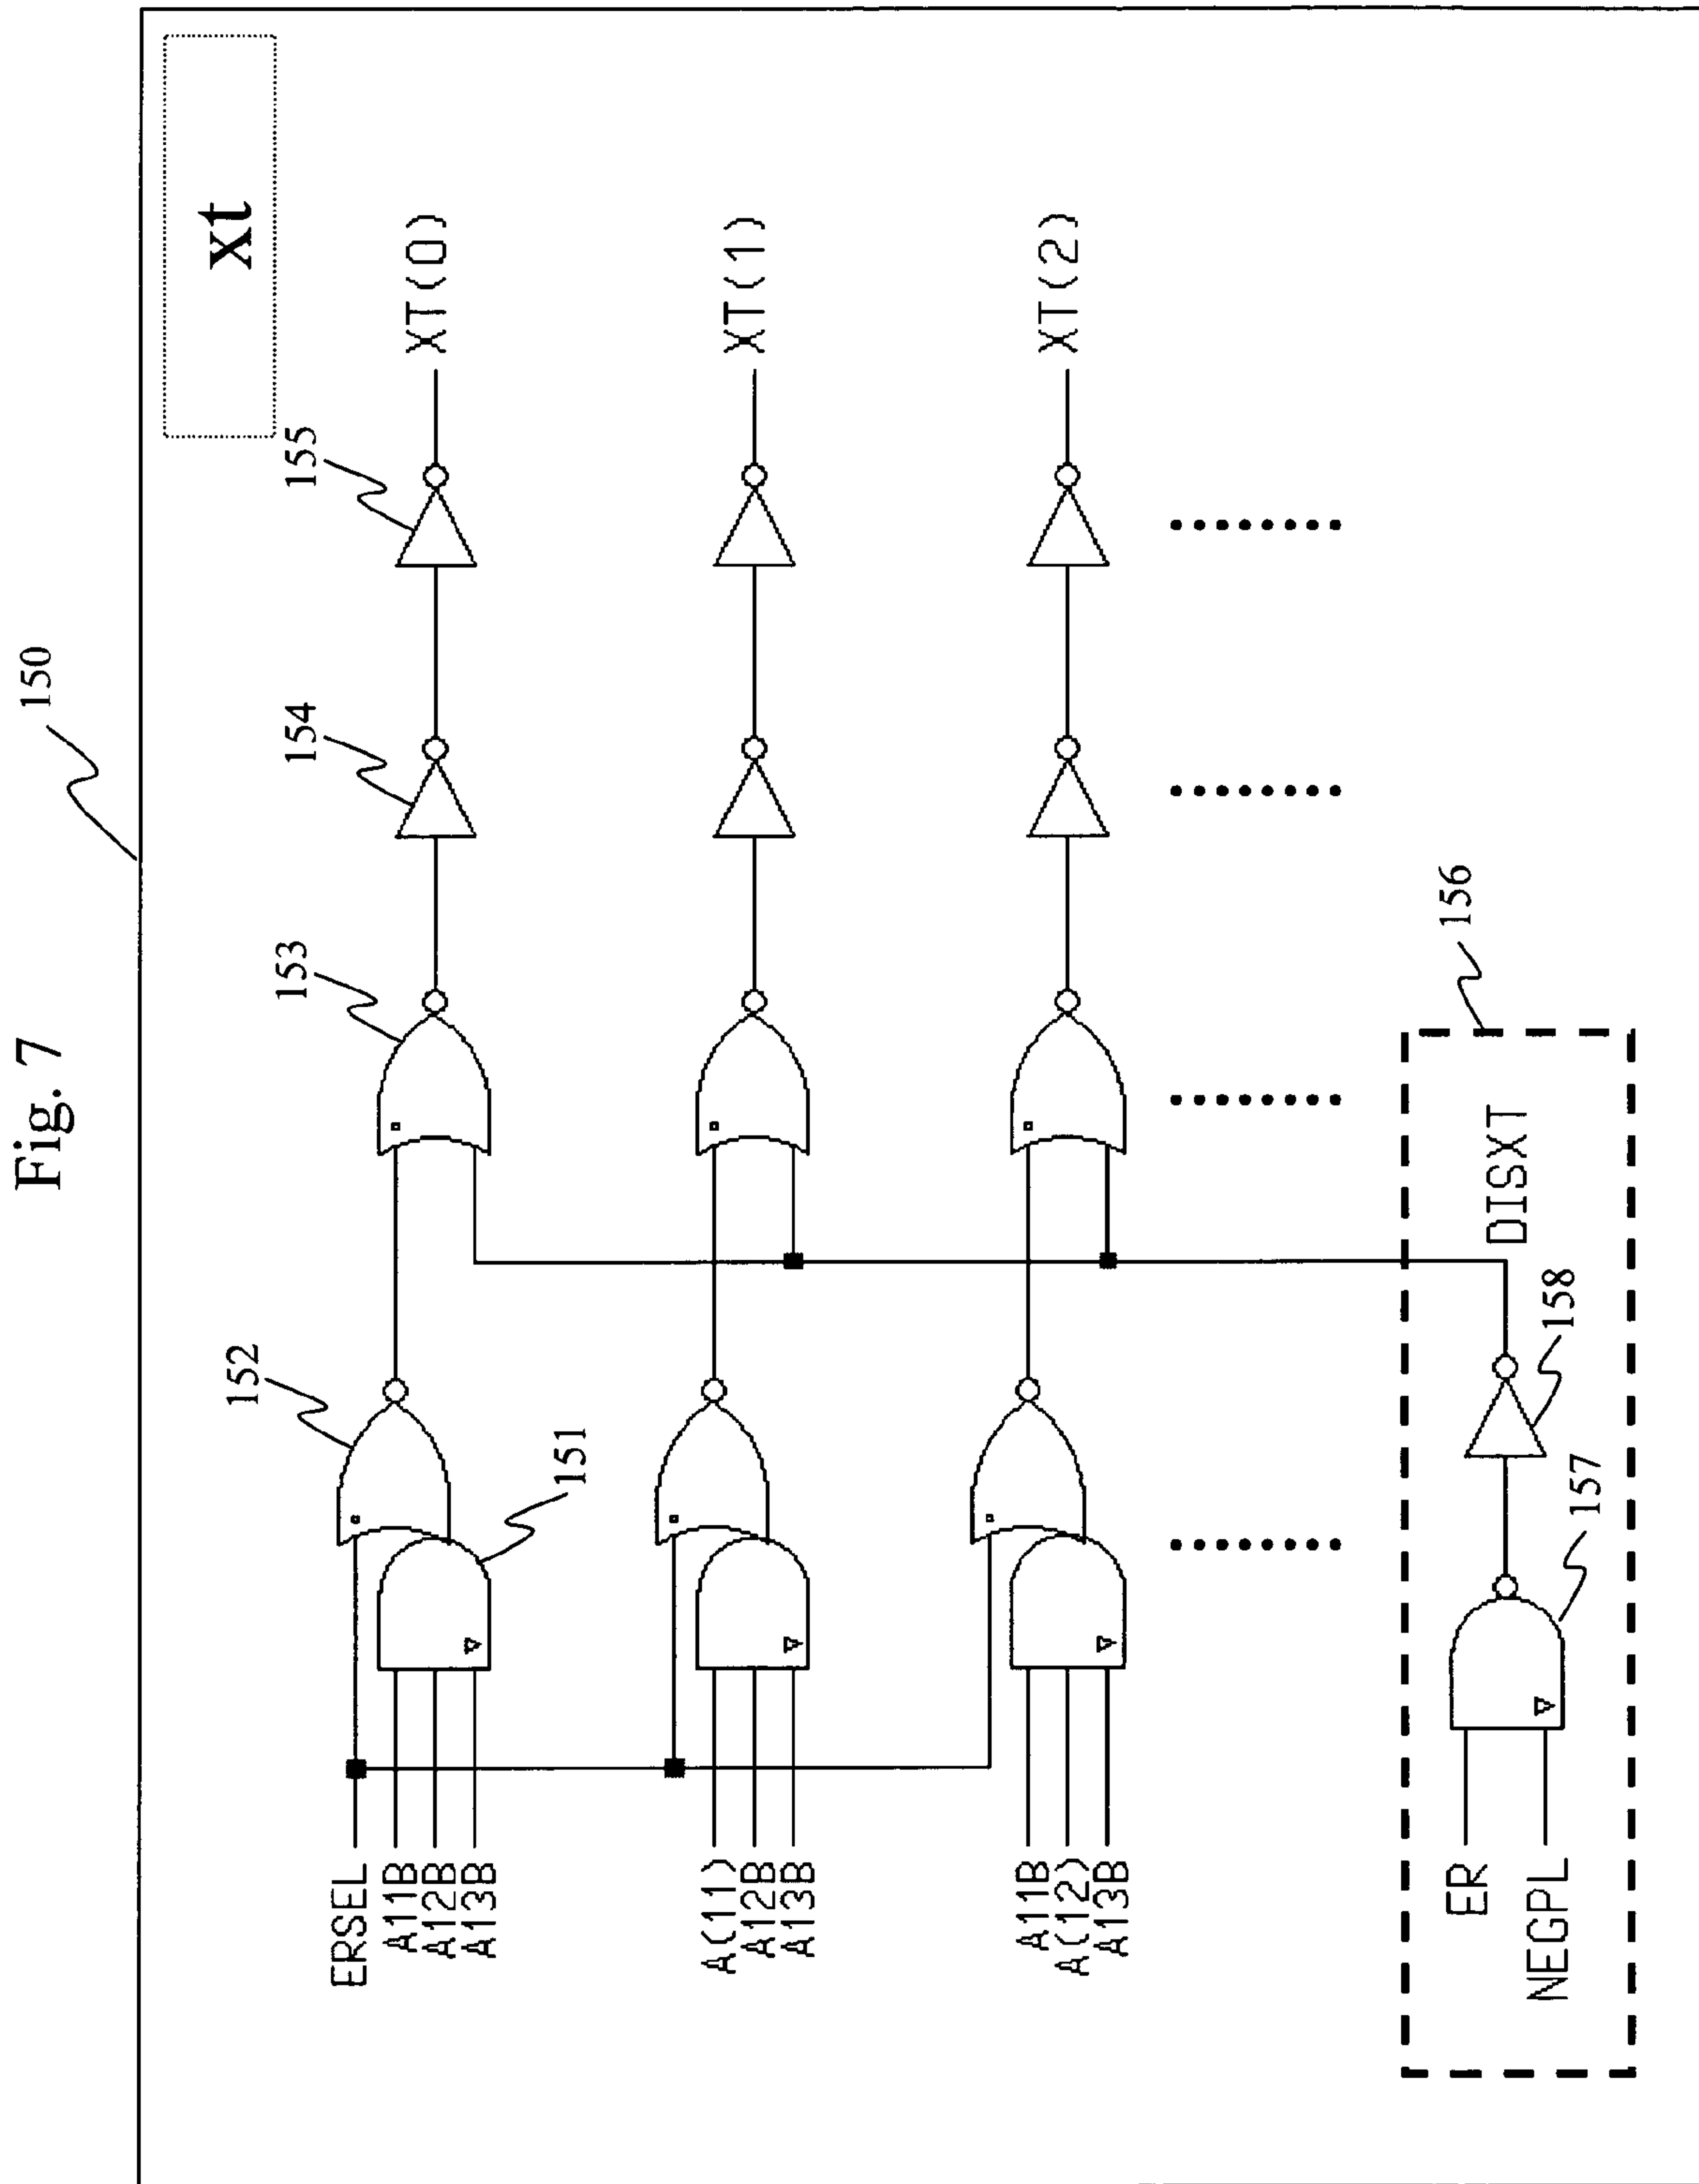 Fig. 7
150
xt
155
154
153
152
151
ERSEL
A11B
A12B
A13B
XT(0)
A(11)
A12B
A13B
XT(1)
A11B
A(12)
A13B
XT(2)
156
ER
NEGPL
DISXT
158
157